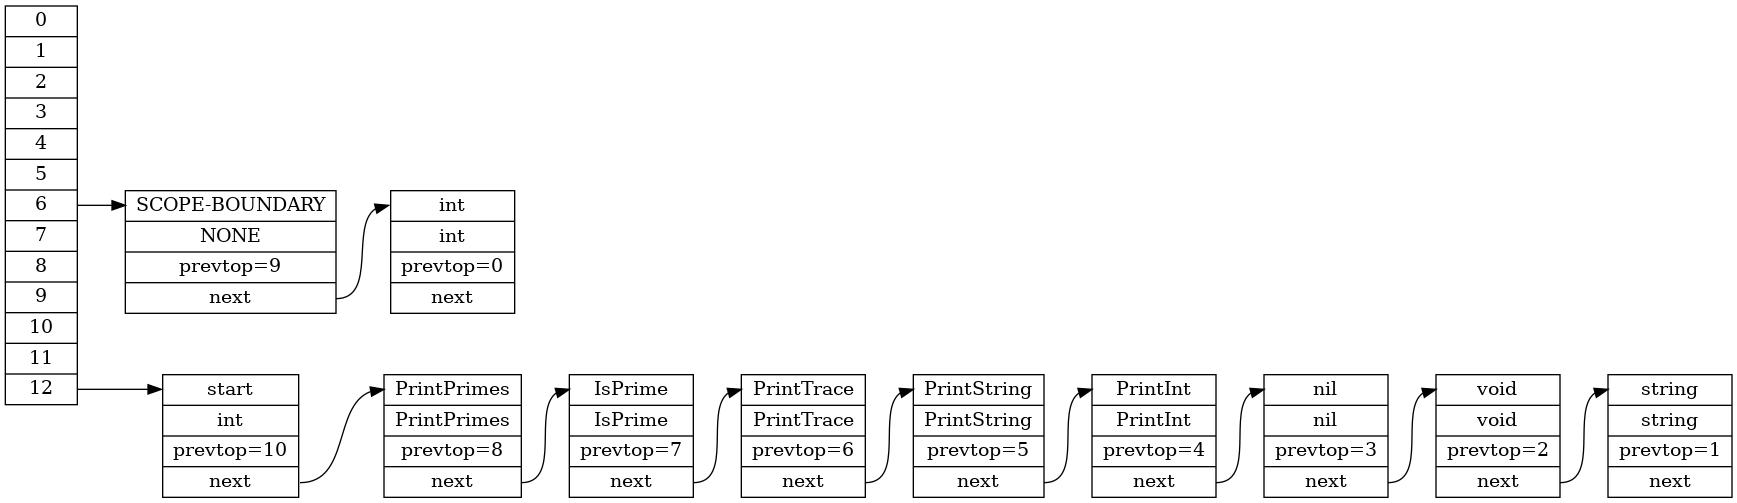 0
1
2
3
4
5
6
7
8
9
10
11
12
SCOPE-BOUNDARY
NONE
prevtop=9
next
int
int
prevtop=0
next
start
int
prevtop=10
next
PrintPrimes
PrintPrimes
prevtop=8
next
IsPrime
IsPrime
prevtop=7
next
PrintTrace
PrintTrace
prevtop=6
next
PrintString
PrintString
prevtop=5
next
PrintInt
PrintInt
prevtop=4
next
nil
nil
prevtop=3
next
void
void
prevtop=2
next
string
string
prevtop=1
next